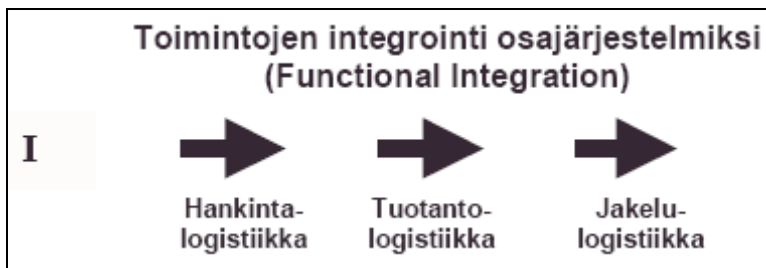 Toimintojen integrointi osajärjestelmiksi
(Functional Integration)
I
Hankinta-
logistiikka
Tuotanto-
logistiikka
Jakelu-
logistiikka